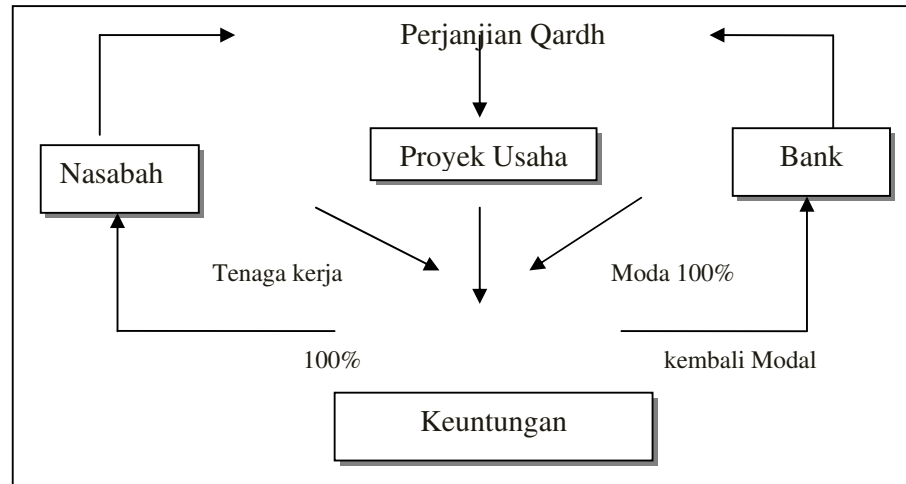 Perjanjian Qardh
Nasabah
Proyek Usaha
Bank
Tenaga kerja
Moda 100%
100%
kembali Modal
Keuntungan